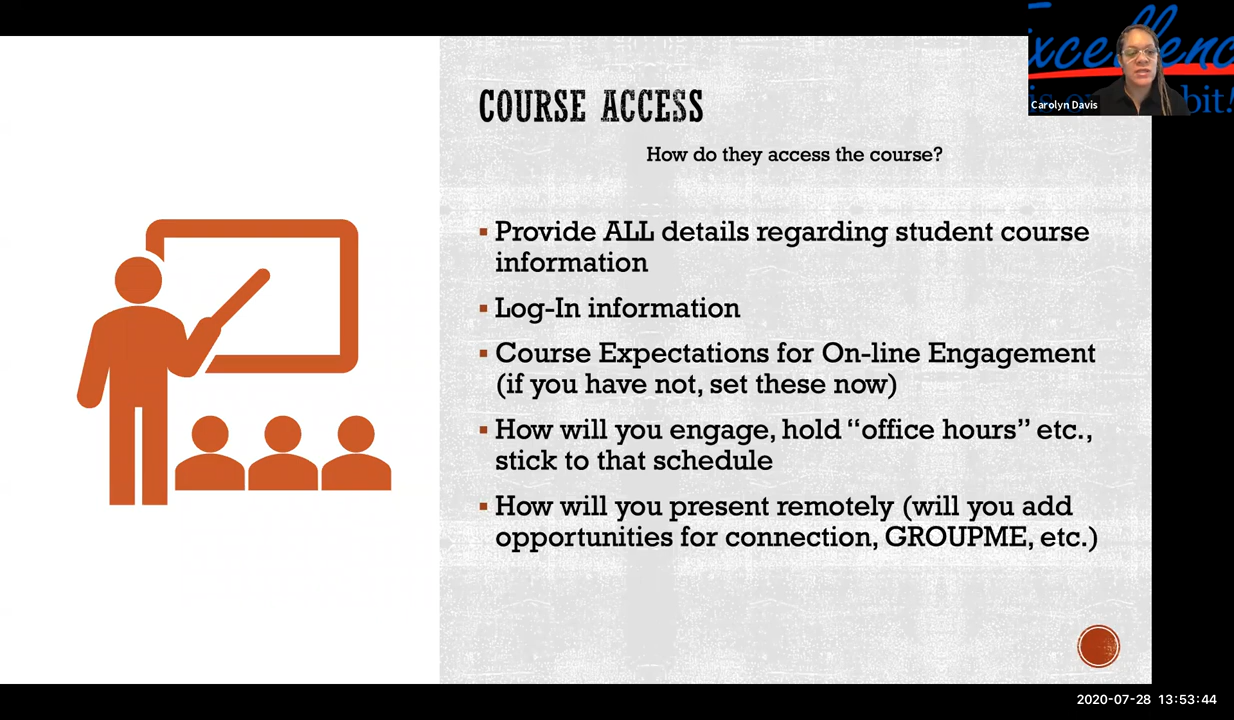 Excellenc
COURSE ACCESS
Carolyn Davis
bit!
How do they access the course?
▪ Provide ALL details regarding student course
information
▪ Log-In information
▪ Course Expectations for On-line Engagement
(if you have not, set these now)
▪ How will you engage, hold “office hours” etc.,
stick to that schedule
▪ How will you present remotely (will you add
opportunities for connection, GROUPME, etc.)
2020-07-28 13:53:44